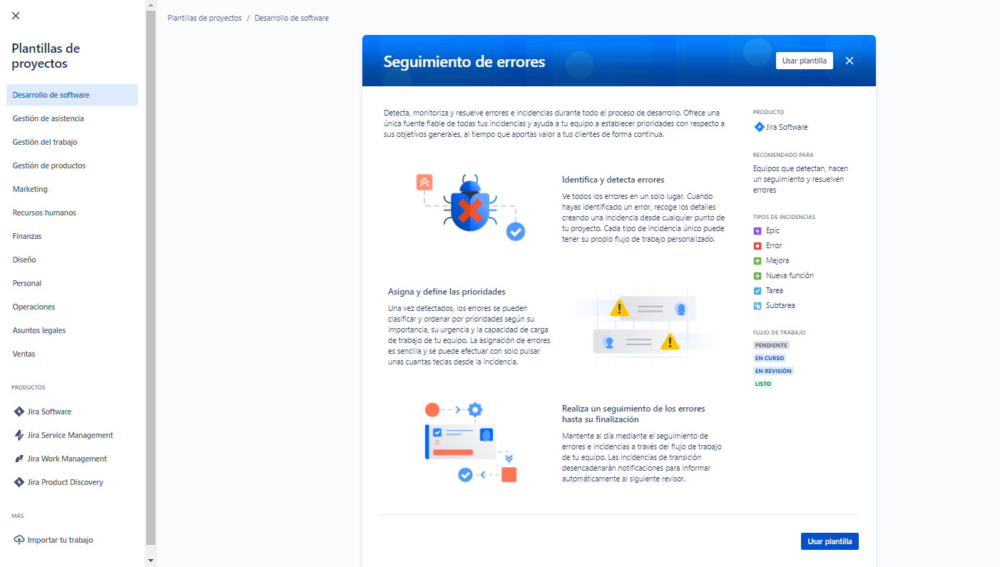 Plantillas de proyectos / Desarrollo de software
Plantillas de
proyectos
Desarrollo de software
Gestión de asistencia
Gestión del trabajo
Gestión de productos
Marketing
Recursos humanos
Finanzas
Diseño
Personal
Operaciones
Asuntos legales
Ventas
PRODUCTOS
Jira Software
Jira Service Management
Jira Work Management
Jira Product Discovery
MÁS
Importar tu trabajo
Seguimiento de errores
Usar plantilla
Detecta, monitoriza y resuelve errores e incidencias durante todo el proceso de desarrollo. Ofrece una
única fuente fiable de todas tus incidencias y ayuda a tu equipo a establecer prioridades con respecto a
sus objetivos generales, al tiempo que aportas valor a tus clientes de forma continua.
Identifica y detecta errores
Ve todos los errores en un solo lugar. Cuando
hayas identificado un error, recoge los detalles
creando una incidencia desde cualquier punto de
tu proyecto. Cada tipo de incidencia único puede
tener su propio flujo de trabajo personalizado.
Asigna y define las prioridades
Una vez detectados, los errores se pueden
clasificar y ordenar por prioridades según su
importancia, su urgencia y la capacidad de carga
de trabajo de tu equipo. La asignación de errores
es sencilla y se puede efectuar con solo pulsar
unas cuantas teclas desde la incidencia.
Realiza un seguimiento de los errores
hasta su finalización
Mantente al día mediante el seguimiento de
errores e incidencias a través del flujo de trabajo
de tu equipo. Las incidencias de transición
desencadenarán notificaciones para informar
automáticamente al siguiente revisor.
PRODUCTO
Jira Software
RECOMENDADO PARA
Equipos que detectan, hacen
un seguimiento y resuelven
errores
TIPOS DE INCIDENCIAS
Epic
Error
Mejora
Nueva función
Tarea
Subtarea
FLUJO DE TRABAJO
PENDIENTE
EN CURSO
EN REVISIÓN
LISTO
Usar plantilla